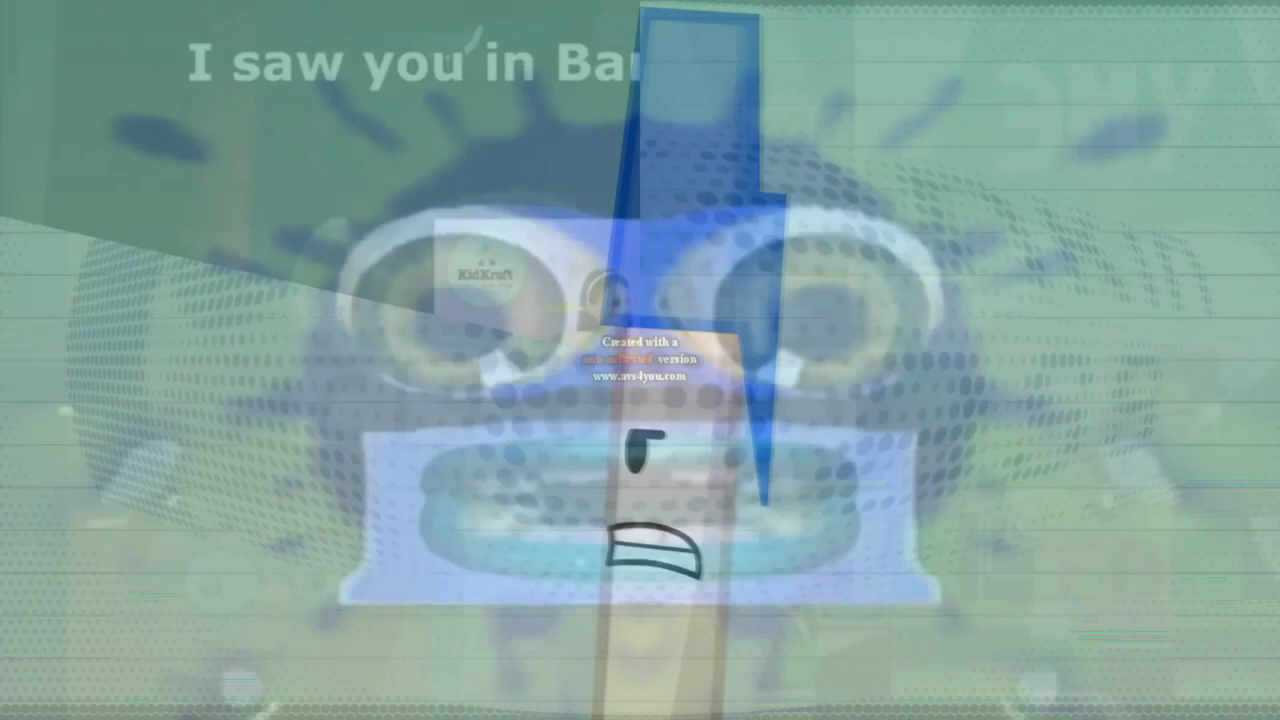 I saw you in Ba
KidKraft
Created with a
version
www.avs4you.com